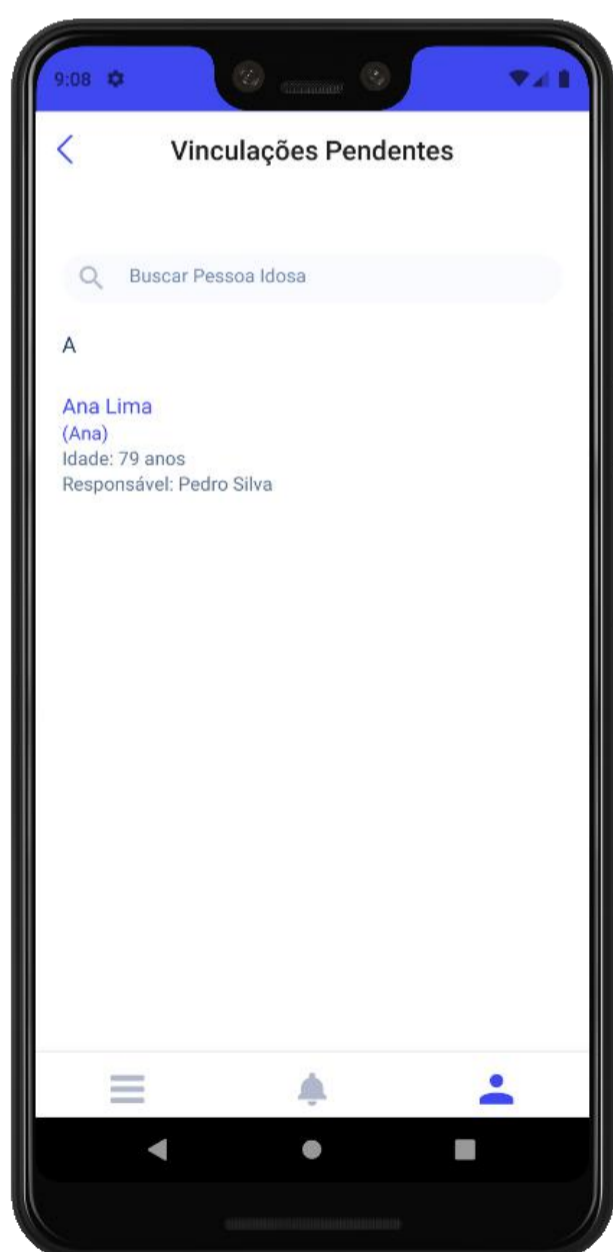 9:08
Vinculações Pendentes
Buscar Pessoa Idosa
A
Ana Lima
(Ana)
Idade: 79 anos
Responsável: Pedro Silva